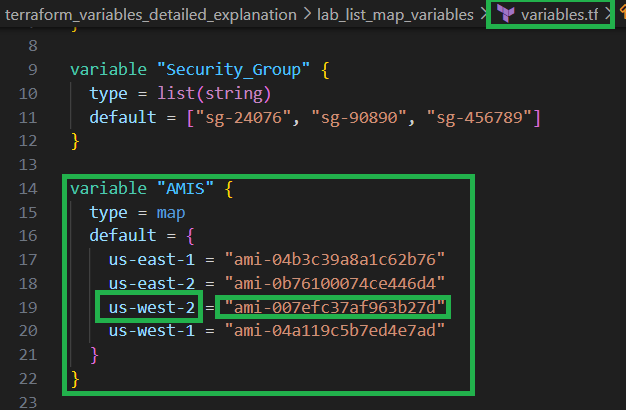 terraform_variables_detailed_explanation > lab_list_map_variables > variables.tf >
8
9 variable "Security_Group" {
10 type = list(string)
11 default = ["sg-24076", "sg-90890", "sg-456789"]
12 }
13
14 variable "AMIS" {
15 type = map
16 default = {
17 us-east-1 = "ami-04b3c39a8a1c62b76"
18 us-east-2 = "ami-0b76100074ce446d4"
19 us-west-2 = "ami-007efc37af963b27d"
20 us-west-1 = "ami-04a119c5b7ed4e7ad"
21 }
22 }
23